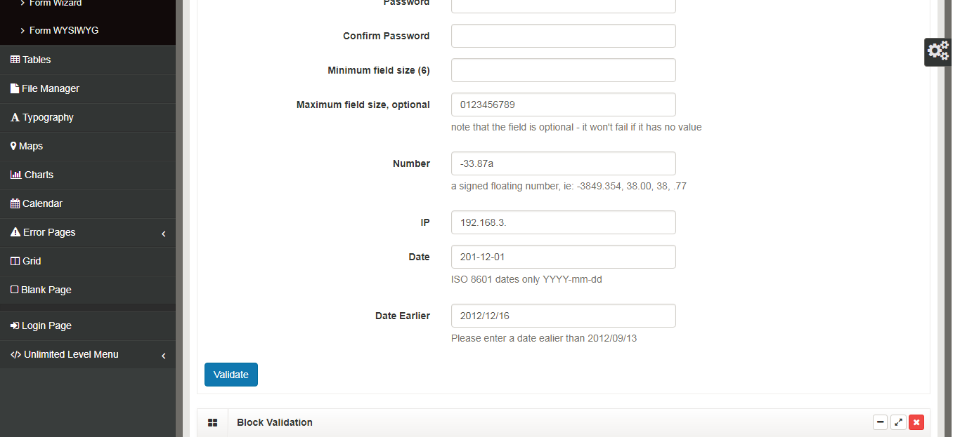 Form Wizard
Form WYSIWYG
Tables
File Manager
Typography
Maps
Charts
Calendar
Error Pages
Grid
Blank Page
Login Page
Unlimited Level Menu
Password
Confirm Password
Minimum field size (6)
Maximum field size, optional
0123456789
note that the field is optional - it won't fail if it has no value
Number
-33.87a
a signed floating number, ie: -3849.354, 38.00, 38, .77
IP
192.168.3.
Date
201-12-01
ISO 8601 dates only YYYY-mm-dd
Date Earlier
2012/12/16
Please enter a date ealier than 2012/09/13
Validate
Block Validation